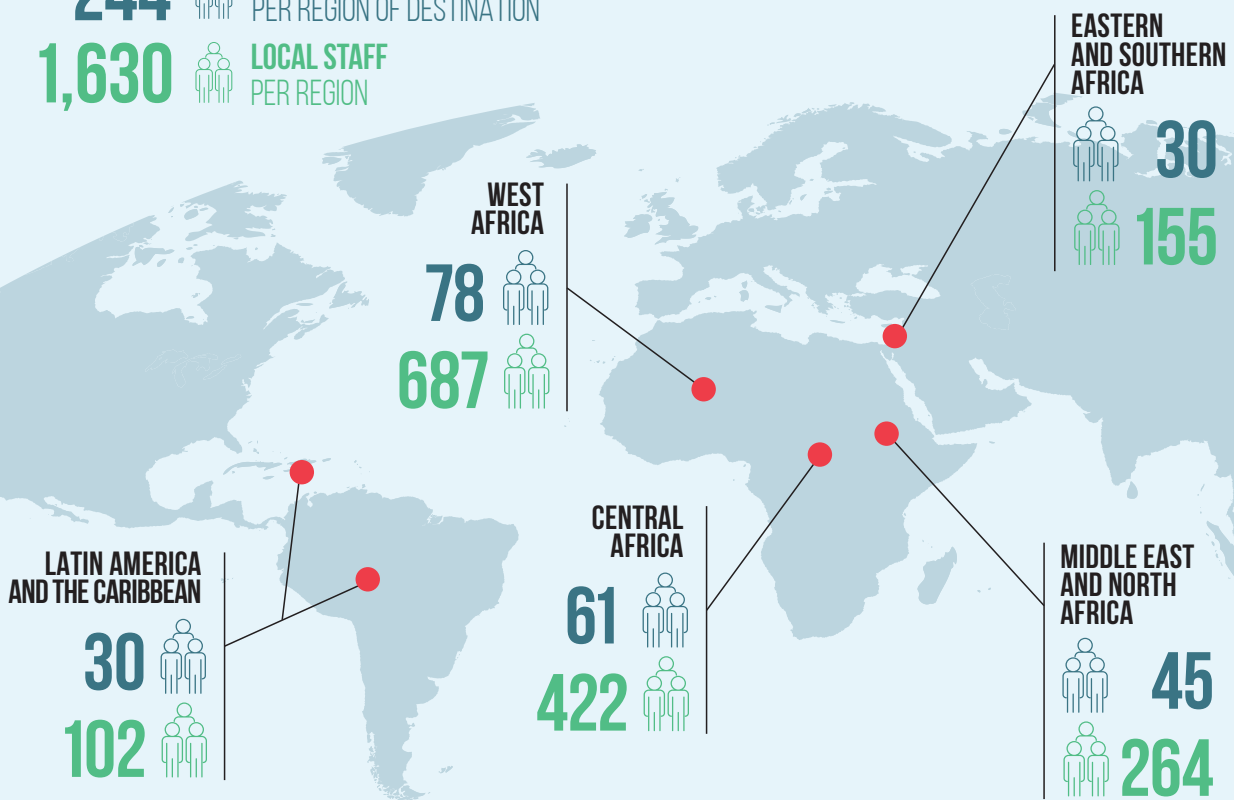 244
PER REGION OF DESTINATION
1,630
LOCAL STAFF
PER REGION
EASTERN
AND SOUTHERN
AFRICA
30
155
WEST
AFRICA
78
687
CENTRAL
AFRICA
61
422
LATIN AMERICA
AND THE CARIBBEAN
30
102
MIDDLE EAST
AND NORTH
AFRICA
45
264